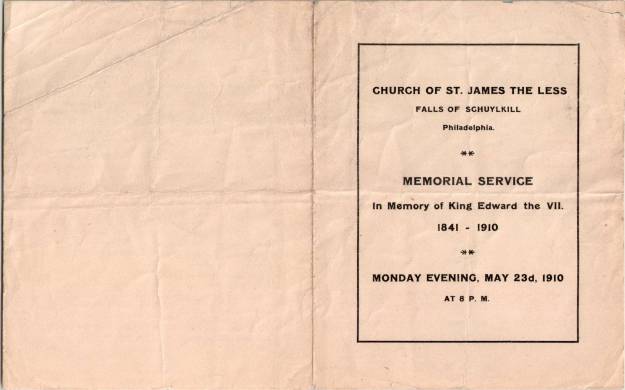 CHURCH OF ST. JAMES THE LESS
FALLS OF SCHUYLKILL
Philadelphia.
**
MEMORIAL SERVICE
In Memory of King Edward the VII.
1841 - 1910
**
MONDAY EVENING, MAY 23d, 1910
AT 8 P. M.